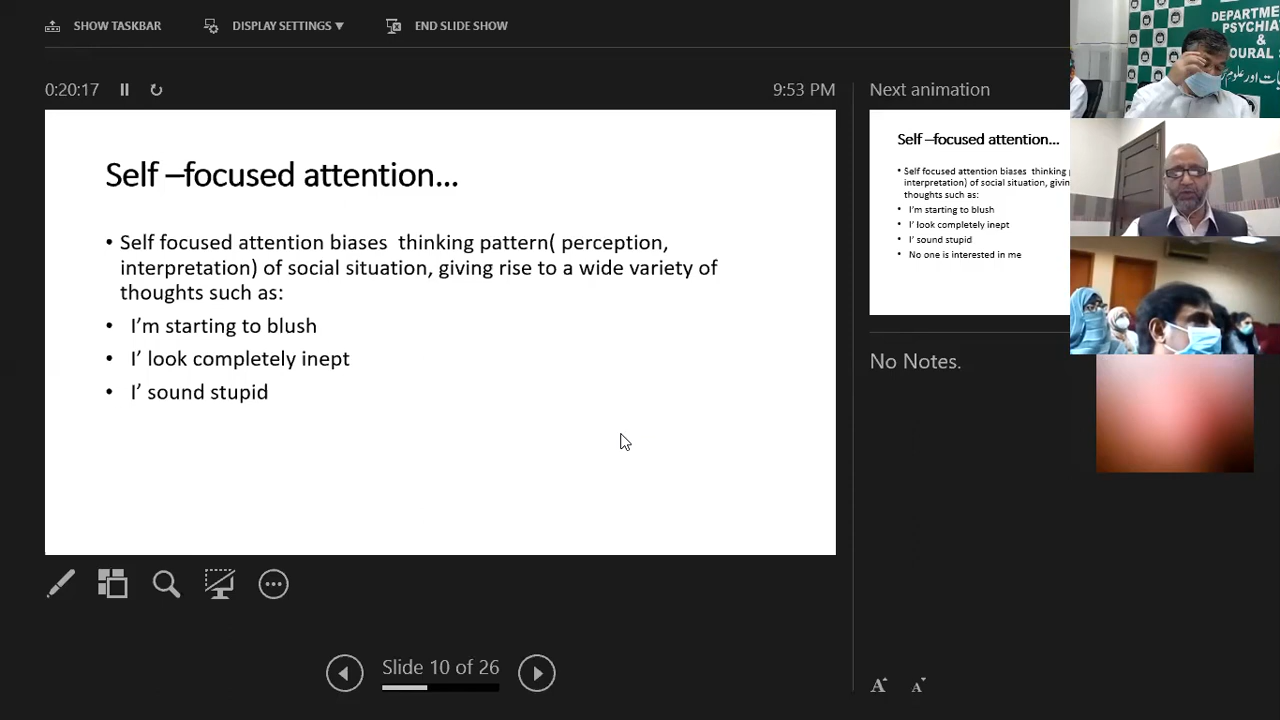 SHOW TASKBAR
DISPLAY SETTINGS ▼
END SLIDE SHOW
0:20:17
9:53 PM
Self –focused attention...
• Self focused attention biases  thinking pattern( perception,
interpretation) of social situation, giving rise to a wide variety of
thoughts such as:
• I'm starting to blush
• I' look completely inept
• I' sound stupid
Slide 10 of 26
Next animation
Self –focused attention...
• Self focused attention biases  thinking
interpretation) of social situation, giving
thoughts such as:
• I'm starting to blush
• I' look completely inept
• I' sound stupid
• No one is interested in me
No Notes.
A A
DEPARTME
PSYCHIA
&
OURAL S